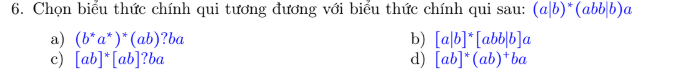 6. Chọn biểu thức chính qui tương đương với biểu thức chính qui sau: (a|b)*(abb|b)a
a) (b*a*)*(ab)?ba
b) [a|b]*[abb|b]a
c) [ab]*[ab]?ba
d) [ab]*(ab)⁺ba